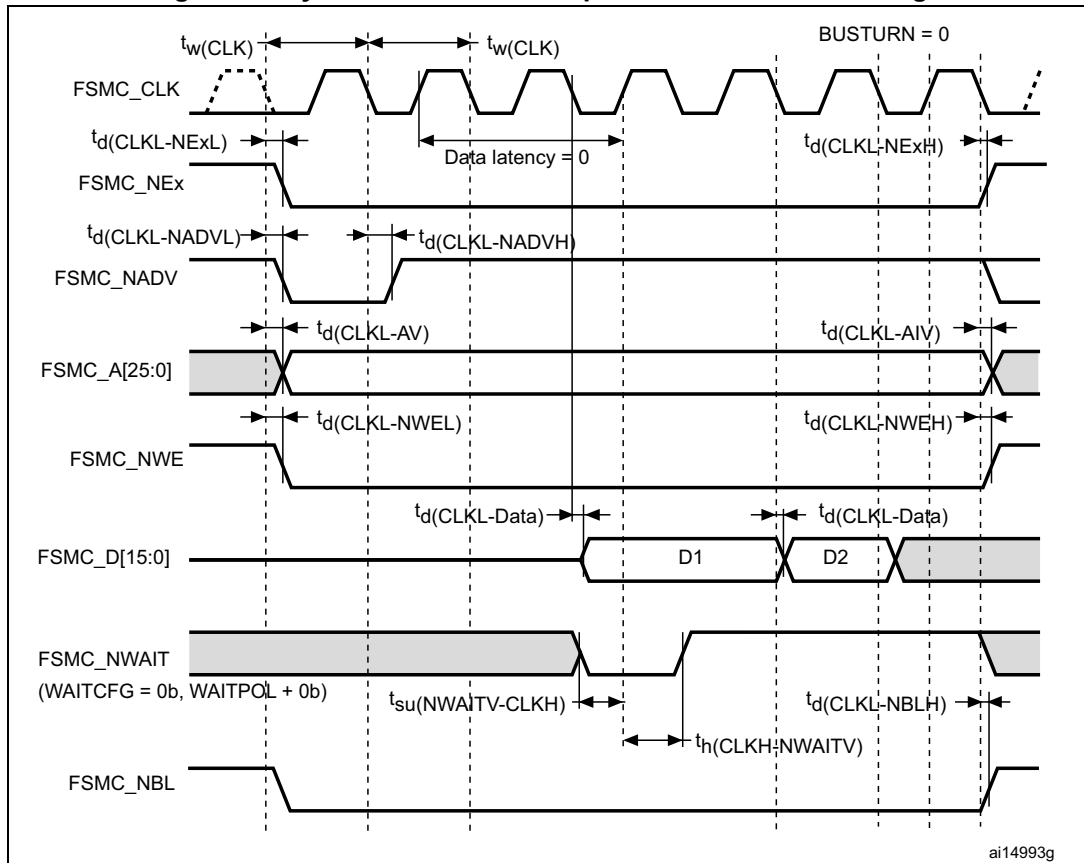 BUSTURN = 0
tw(CLK) tw(CLK)
FSMC_CLK
td(CLKL-NExL) Data latency = 0 td(CLKL-NExH)
FSMC_NEx
td(CLKL-NADVL) td(CLKL-NADVH)
FSMC_NADV
td(CLKL-AV) td(CLKL-AIV)
FSMC_A[25:0]
td(CLKL-NWEL) td(CLKL-NWEH)
FSMC_NWE
td(CLKL-Data) td(CLKL-Data)
FSMC_D[15:0] D1 D2
FSMC_NWAIT
(WAITCFG = 0b, WAITPOL + 0b)
tsu(NWAITV-CLKH) td(CLKL-NBLH)
th(CLKH-NWAITV)
FSMC_NBL
ai14993g